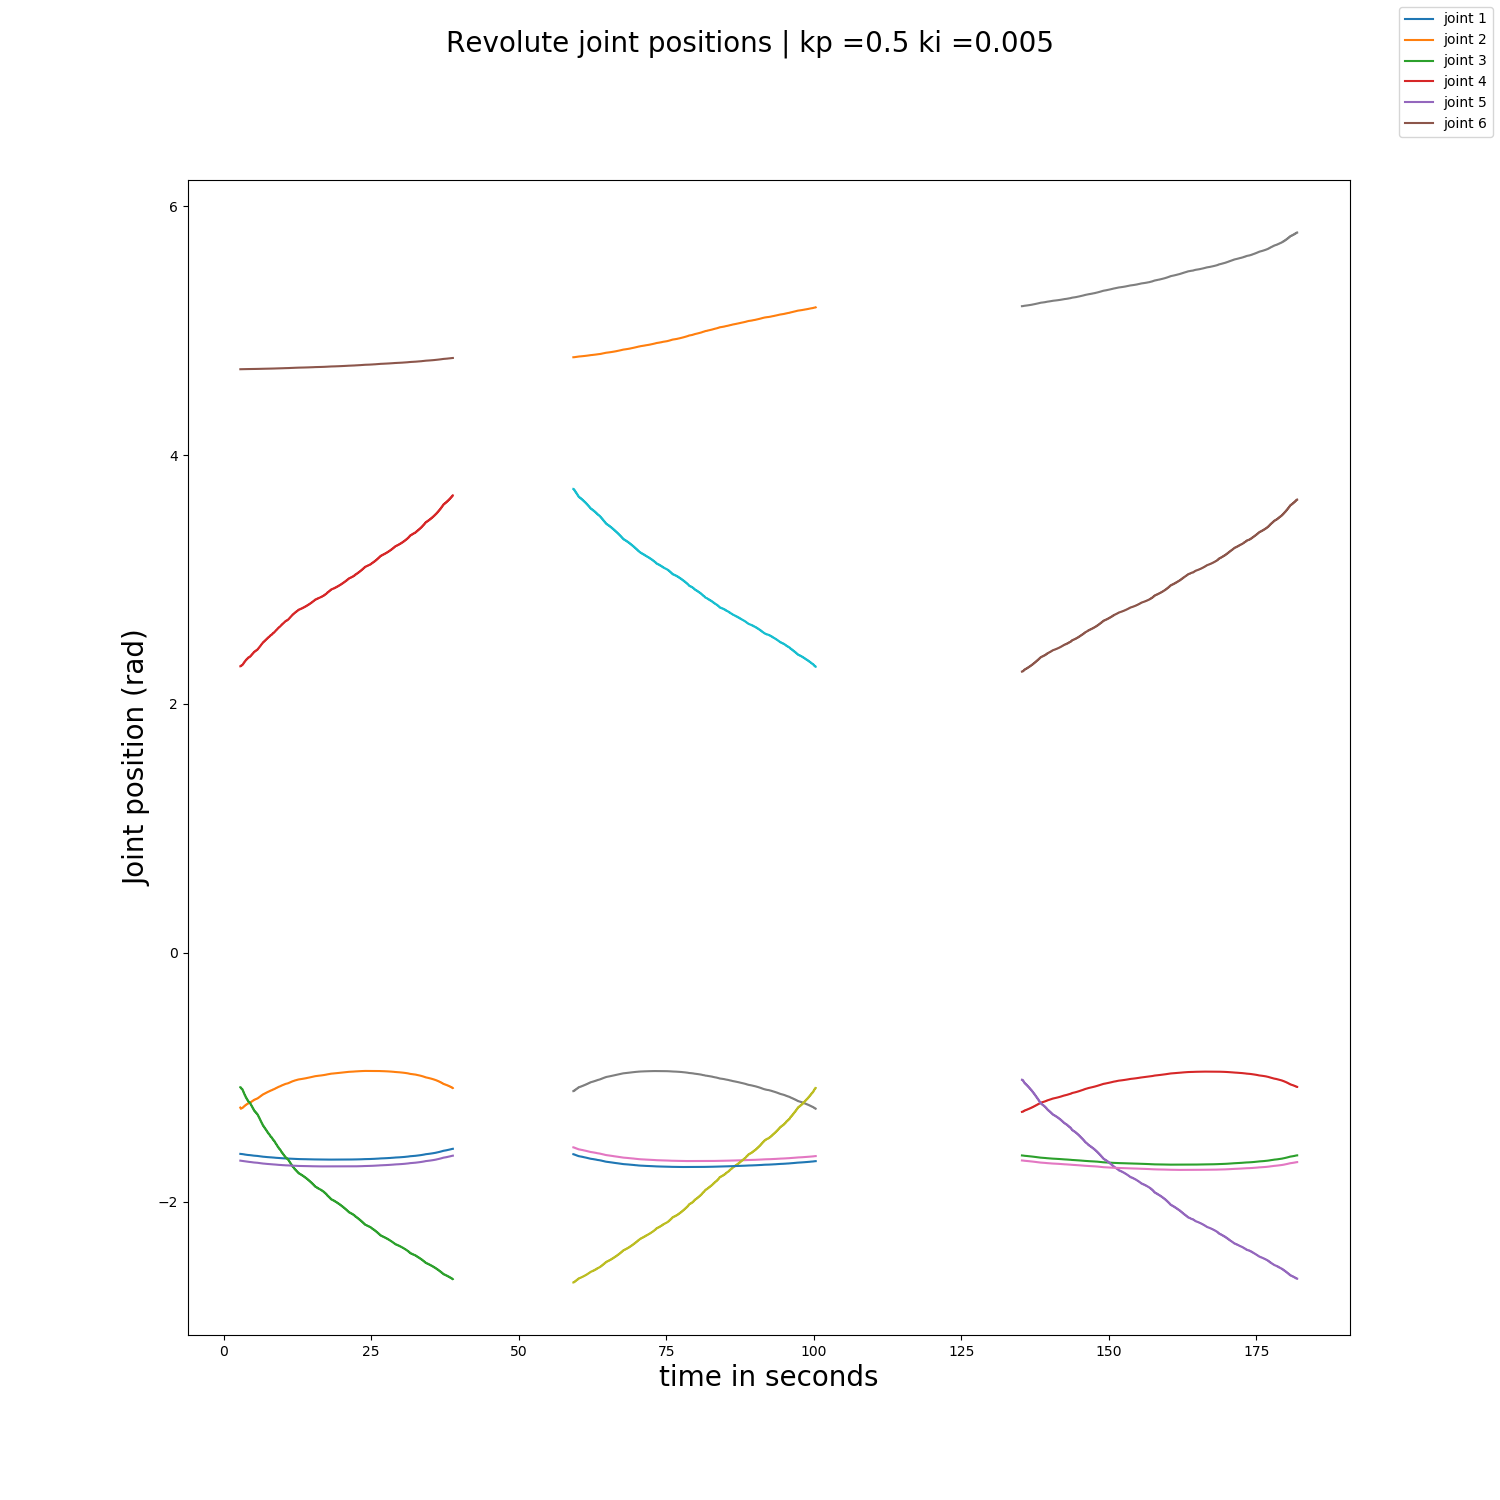 Revolute joint positions | kp =0.5 ki =0.005
joint 1
joint 2
joint 3
joint 4
joint 5
joint 6
6
4
2
0
−2
Joint position (rad)
0 25 50 75 100 125 150 175
time in seconds